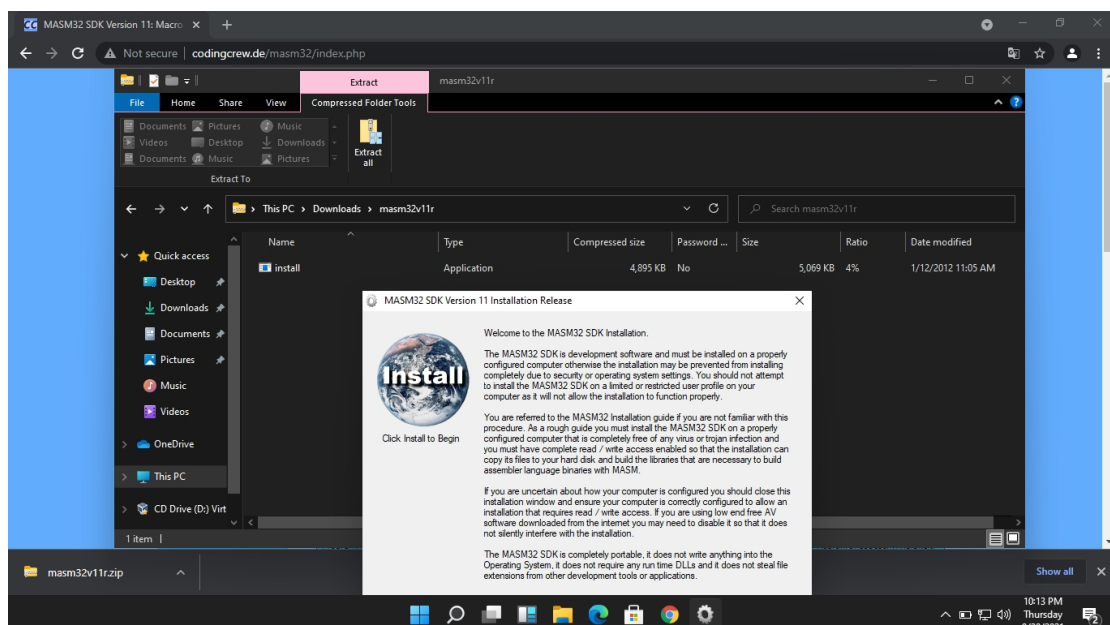 MASM32 SDK Version 11: Macro
Not secure | codingcrew.de/masm32/index.php
Extract masm32v11r
File Home Share View Compressed Folder Tools
Documents Pictures Music
Videos Desktop Downloads
Documents Music Pictures
Extract all
Extract To
This PC > Downloads > masm32v11r
Search masm32v11r
Name Type Compressed size Password ... Size Ratio Date modified
Quick access
install Application 4,895 KB No 5,069 KB 4% 1/12/2012 11:05 AM
Desktop
Downloads
Documents
Pictures
Music
Videos
OneDrive
This PC
CD Drive (D:) Virt
1 item
MASM32 SDK Version 11 Installation Release
Install
Click Install to Begin
Welcome to the MASM32 SDK Installation.
The MASM32 SDK is development software and must be installed on a properly
configured computer otherwise the installation may be prevented from installing
completely due to security or operating system settings. You should not attempt
to install the MASM32 SDK on a limited or restricted user profile on your
computer as it will not allow the installation to function properly.
You are referred to the MASM32 Installation guide if you are not familiar with this
procedure. As a rough guide you must install the MASM32 SDK on a properly
configured computer that is completely free of any virus or trojan infection and
you must have complete read / write access enabled so that the installation can
copy its files to your hard disk and build the libraries that are necessary to build
assembler language binaries with MASM.
If you are uncertain about how your computer is configured you should close this
installation window and ensure your computer is correctly configured to allow an
installation that requires read / write access. If you are using low end free AV
software downloaded from the internet you may need to disable it so that it does
not silently interfere with the installation.
The MASM32 SDK is completely portable, it does not write anything into the
Operating System, it does not require any run time DLLs and it does not steal file
extensions from other development tools or applications.
masm32v11r.zip
Show all
10:13 PM
Thursday
2